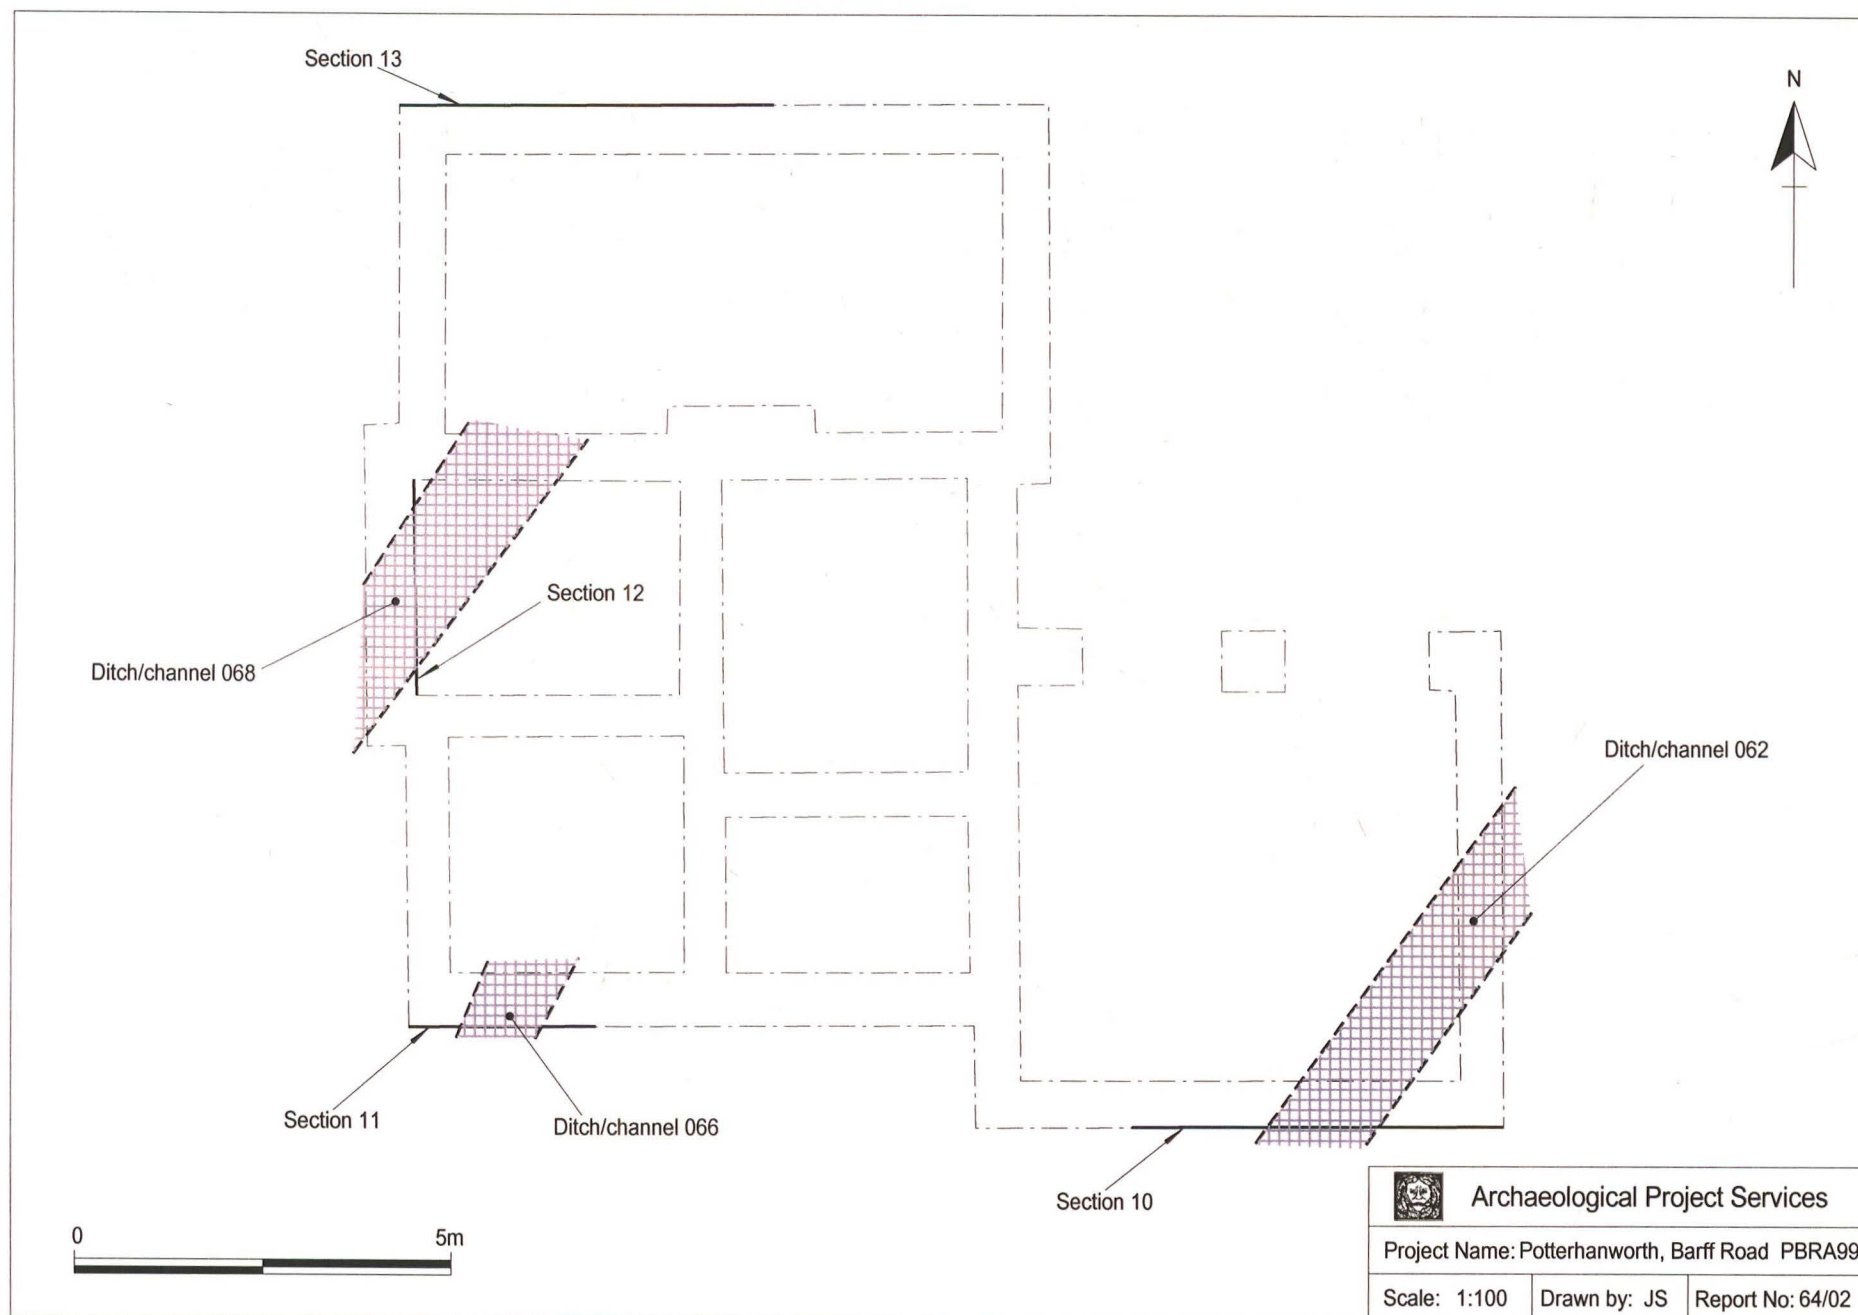 Section 13
N
Section 12
Ditch/channel 068
Ditch/channel 062
Section 11
Ditch/channel 066
Section 10
0 5m
Archaeological Project Services
Project Name: Potterhanworth, Barff Road PBRA99
Scale: 1:100 Drawn by: JS Report No: 64/02